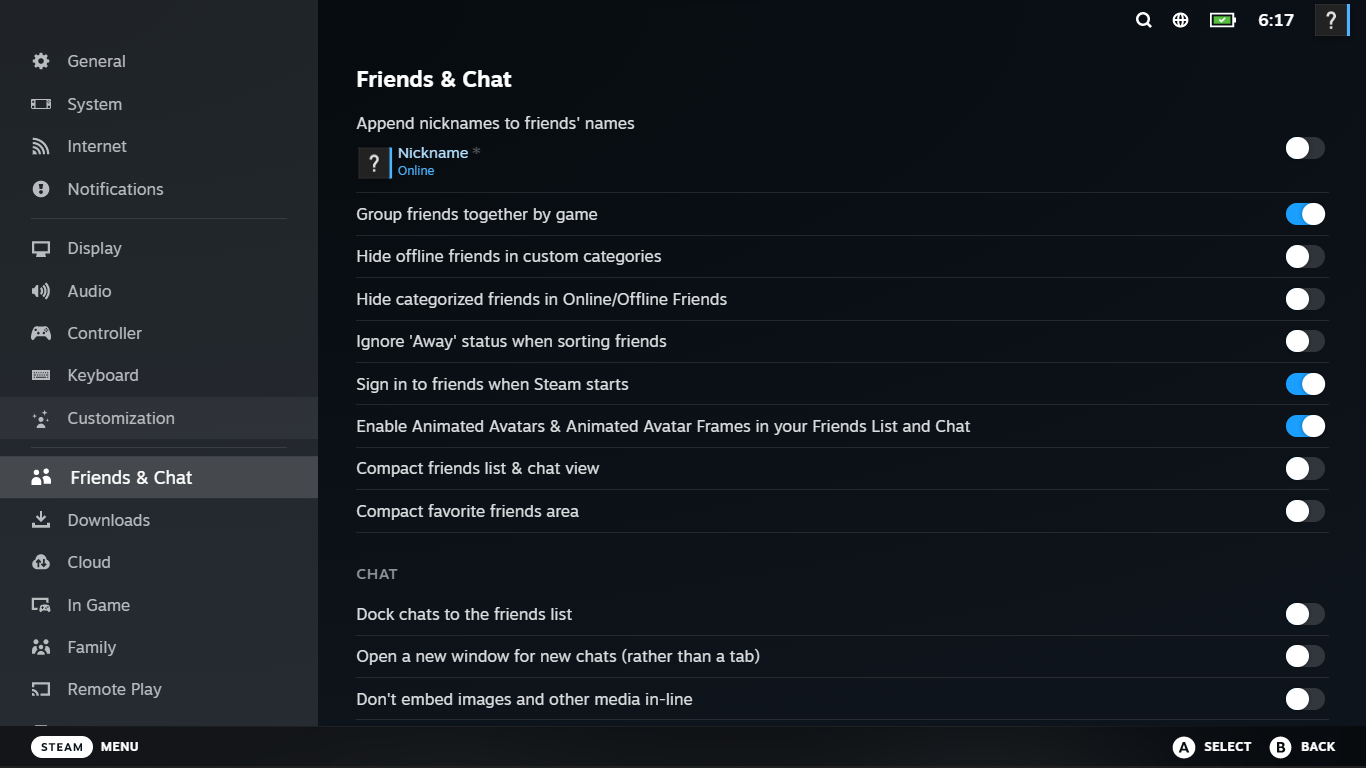 6:17
?
General
System
Internet
Notifications
Display
Audio
Controller
Keyboard
Customization
Friends & Chat
Downloads
Cloud
In Game
Family
Remote Play
Friends & Chat
Append nicknames to friends' names
?
Nickname *
Online
Group friends together by game
Hide offline friends in custom categories
Hide categorized friends in Online/Offline Friends
Ignore 'Away' status when sorting friends
Sign in to friends when Steam starts
Enable Animated Avatars & Animated Avatar Frames in your Friends List and Chat
Compact friends list & chat view
Compact favorite friends area
CHAT
Dock chats to the friends list
Open a new window for new chats (rather than a tab)
Don't embed images and other media in-line
STEAM MENU
A SELECT B BACK